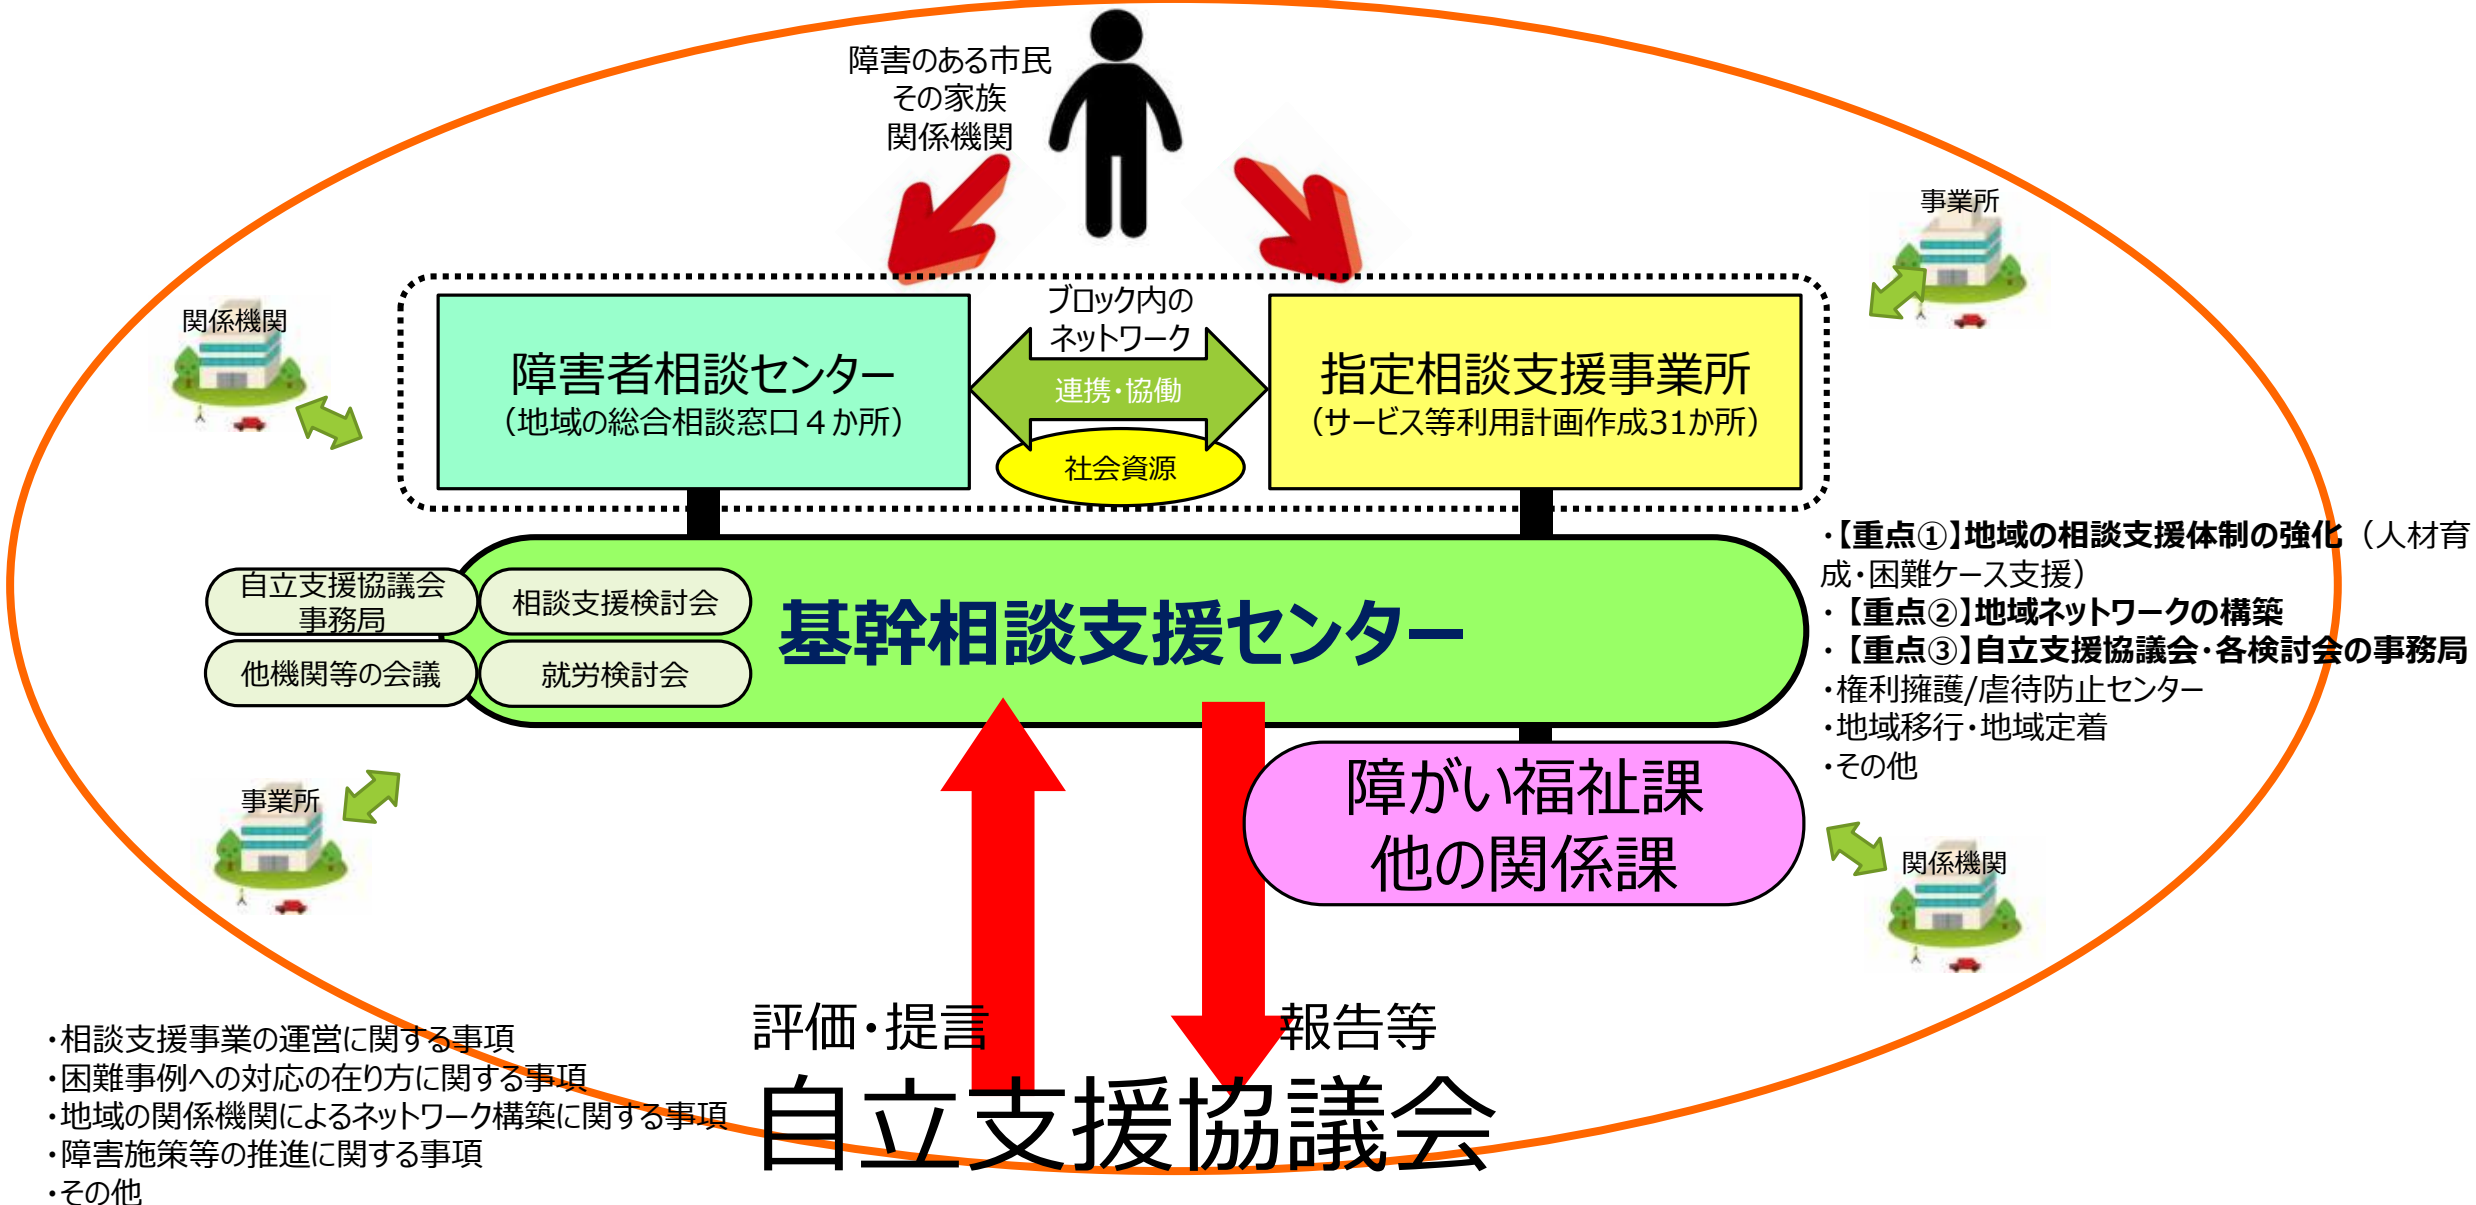 障害のある市民
その家族
関係機関
事業所
関係機関
ブロック内の
ネットワーク
障害者相談センター
（地域の総合相談窓口４か所）
連携・協働
指定相談支援事業所
（サービス等利用計画作成31か所）
社会資源
自立支援協議会
事務局
相談支援検討会
他機関等の会議
就労検討会
基幹相談支援センター
・【重点①】地域の相談支援体制の強化（人材育
成・困難ケース支援）
・【重点②】地域ネットワークの構築
・【重点③】自立支援協議会・各検討会の事務局
・権利擁護/虐待防止センター
・地域移行・地域定着
・その他
事業所
障がい福祉課
他の関係課
関係機関
評価・提言
報告等
自立支援協議会
・相談支援事業の運営に関する事項
・困難事例への対応の在り方に関する事項
・地域の関係機関によるネットワーク構築に関する事項
・障害施策等の推進に関する事項
・その他